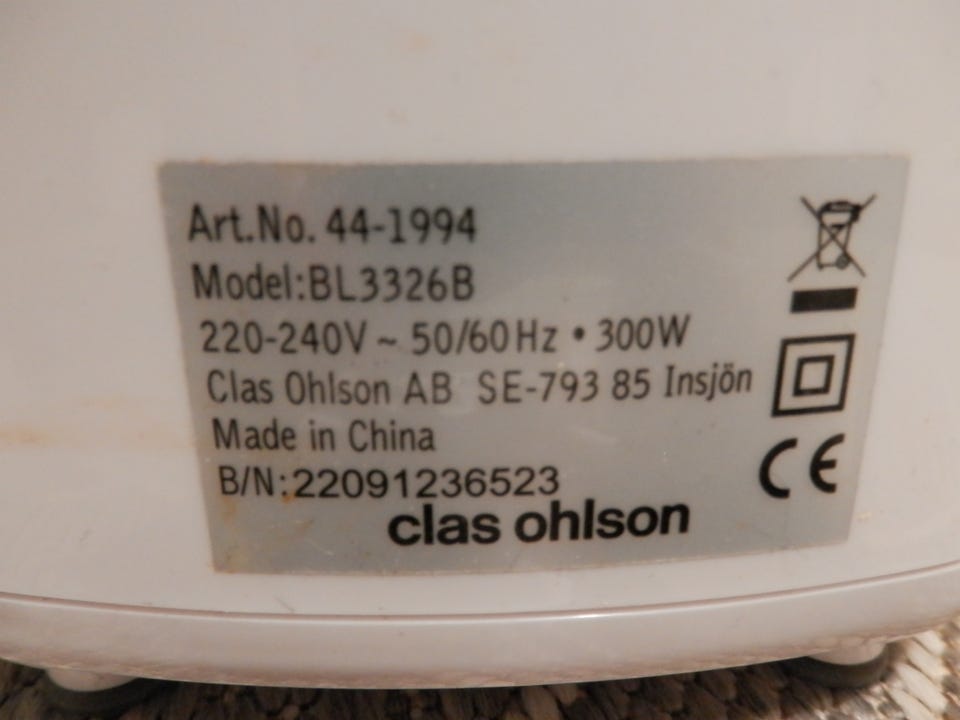 Art.No. 44-1994
Model:BL3326B
220-240V ~ 50/60Hz • 300W
Clas Ohlson AB SE-793 85 Insjön
Made in China
B/N:22091236523
clas ohlson
CE